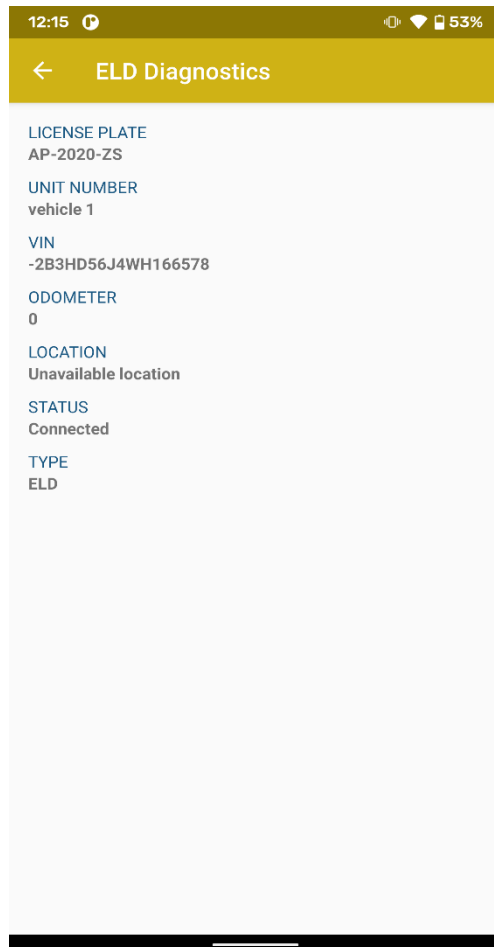 12:15 53%
ELD Diagnostics
LICENSE PLATE
AP-2020-ZS
UNIT NUMBER
vehicle 1
VIN
-2B3HD56J4WH166578
ODOMETER
0
LOCATION
Unavailable location
STATUS
Connected
TYPE
ELD